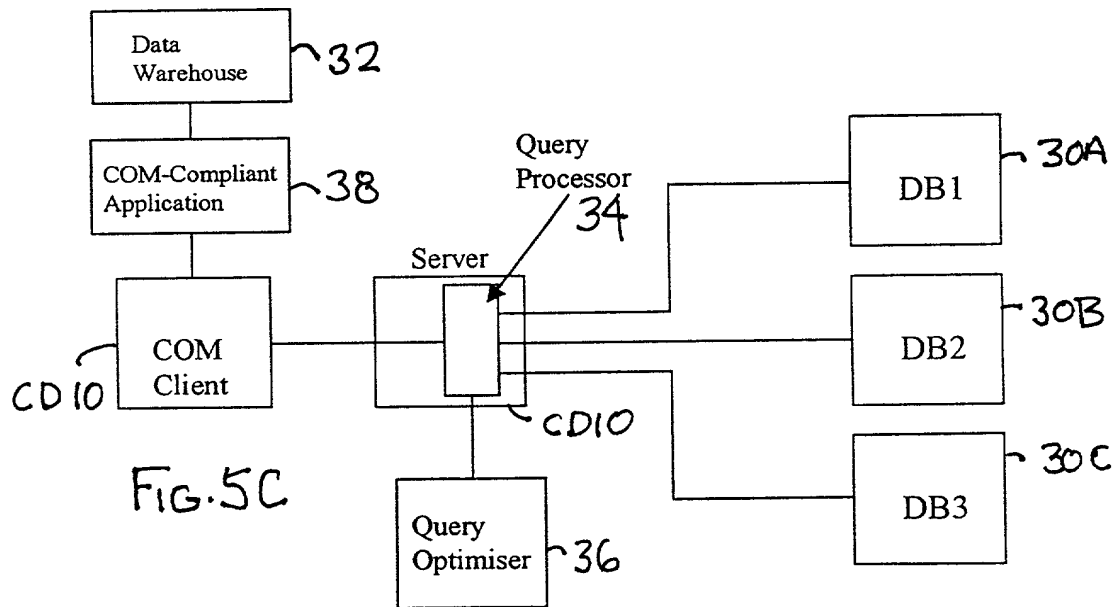 Data
Warehouse
32
COM-Compliant
Application
38
Query
Processor
34
Server
COM
Client
CD10
CD10
DB1
30A
DB2
30B
DB3
30C
Query
Optimiser
36
FIG. 5C